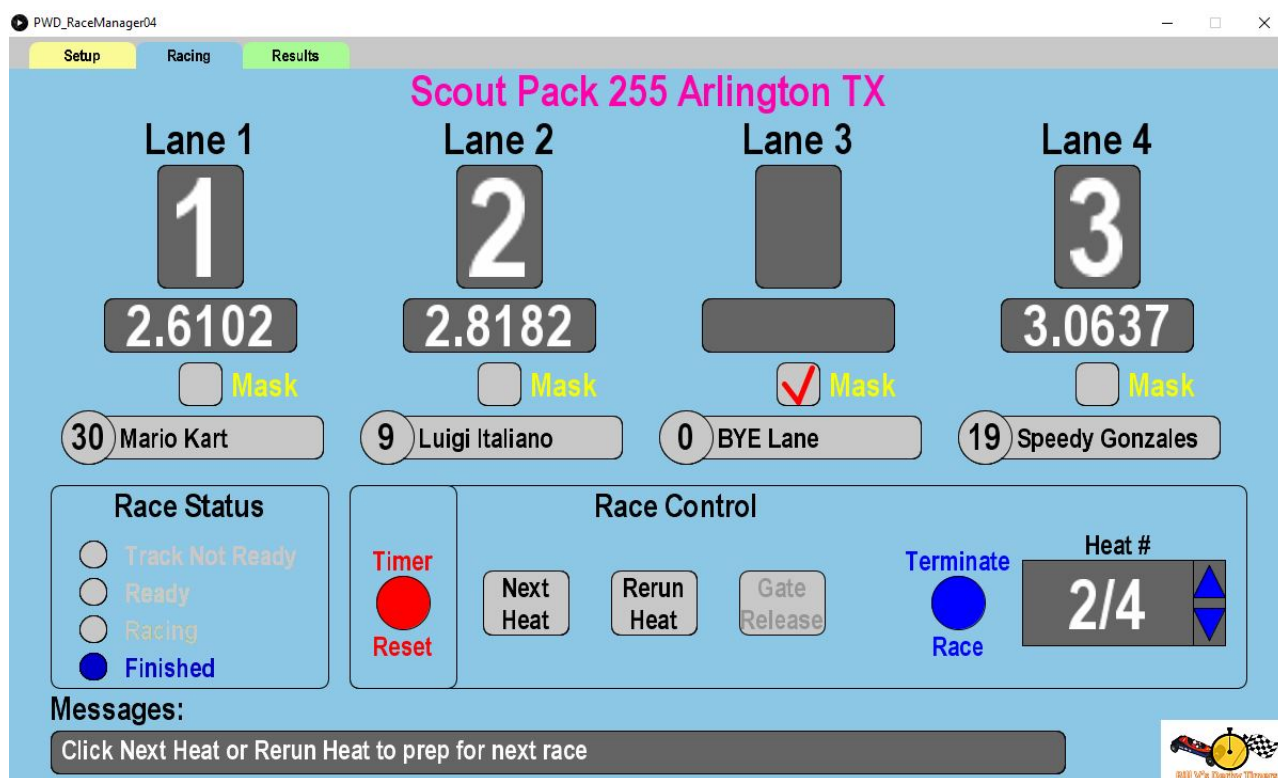 PWD_RaceManager04
Setup Racing Results
Scout Pack 255 Arlington TX
Lane 1 Lane 2 Lane 3 Lane 4
1 2 3
2.6102 2.8182 3.0637
Mask Mask Mask Mask
30 Mario Kart 9 Luigi Italiano 0 BYE Lane 19 Speedy Gonzales
Race Status
Track Not Ready
Ready
Racing
Finished
Race Control
Timer
Reset
Next
Heat
Rerun
Heat
Gate
Release
Terminate
Race
Heat #
2/4
Messages:
Click Next Heat or Rerun Heat to prep for next race
Bill V's Derby Timers